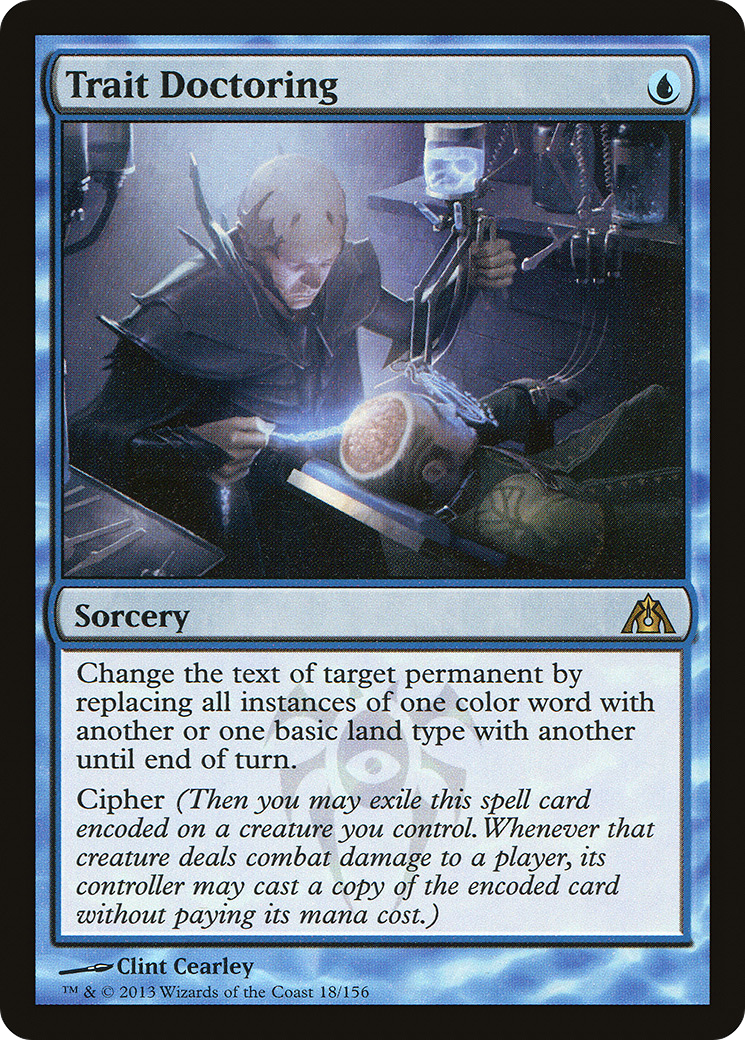 Trait Doctoring
Sorcery
Change the text of target permanent by
replacing all instances of one color word with
another or one basic land type with another
until end of turn.
Cipher (Then you may exile this spell card
encoded on a creature you control. Whenever that
creature deals combat damage to a player, its
controller may cast a copy of the encoded card
without paying its mana cost.)
Clint Cearley
™ & © 2013 Wizards of the Coast 18/156